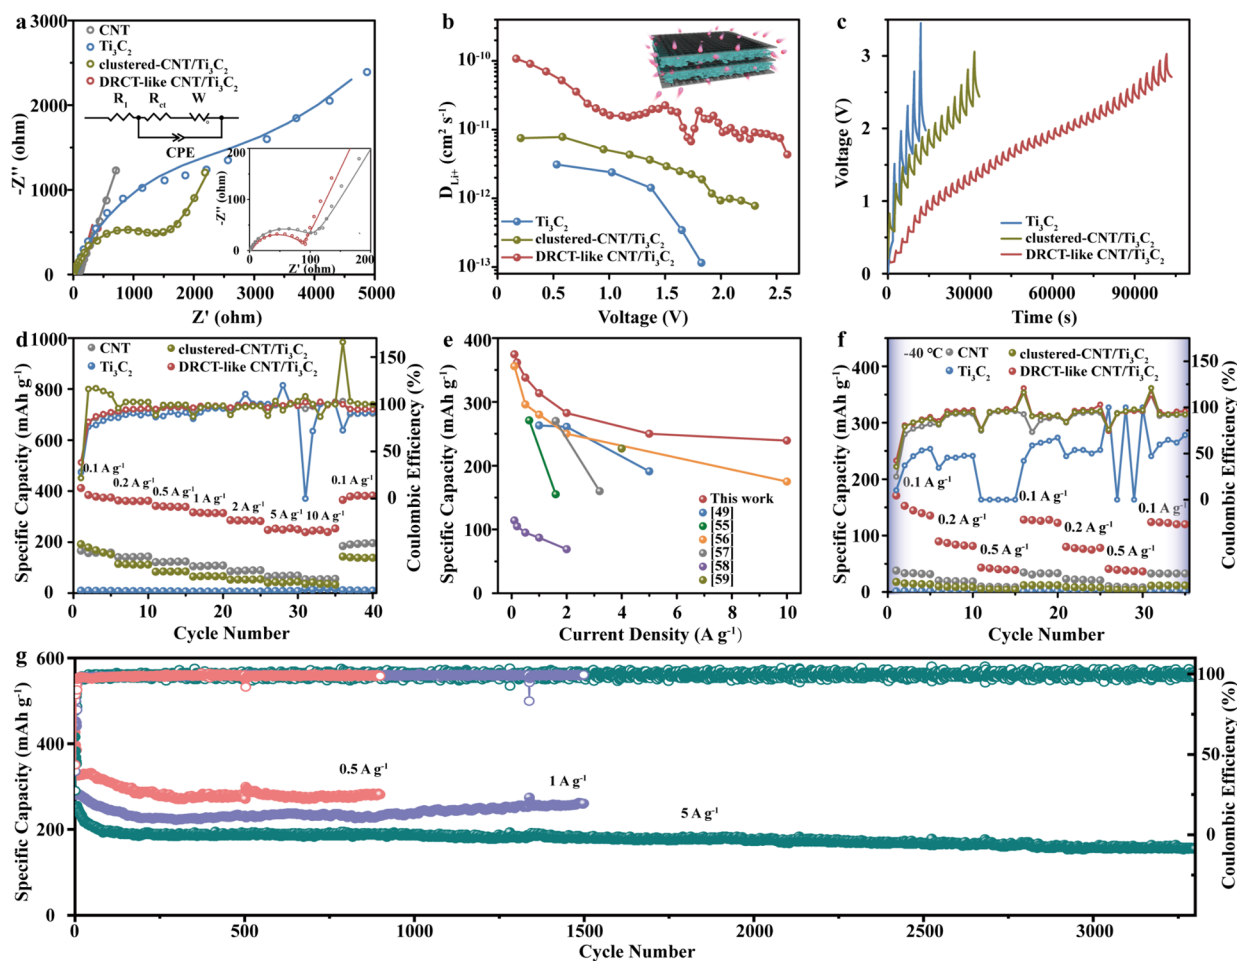 a
3000
2000
1000
0
-Z'' (ohm)
CNT
Ti₃C₂
clustered-CNT/Ti₃C₂
DRCT-like CNT/Ti₃C₂
R₁ R_ct W
CPE
200
100
0
-Z'' (ohm)
0 100 200
Z' (ohm)
0 1000 2000 3000 4000 5000
Z' (ohm)
b
10⁻¹⁰
10⁻¹¹
10⁻¹²
10⁻¹³
D_Li+ (cm² s⁻¹)
Ti₃C₂
clustered-CNT/Ti₃C₂
DRCT-like CNT/Ti₃C₂
0.0 0.5 1.0 1.5 2.0 2.5
Voltage (V)
c
3
2
1
0
Voltage (V)
Ti₃C₂
clustered-CNT/Ti₃C₂
DRCT-like CNT/Ti₃C₂
0 30000 60000 90000
Time (s)
d
1000
800
600
400
200
0
Specific Capacity (mAh g⁻¹)
CNT
clustered-CNT/Ti₃C₂
Ti₃C₂
DRCT-like CNT/Ti₃C₂
0.1 A g⁻¹
0.2 A g⁻¹
0.5 A g⁻¹
1 A g⁻¹
2 A g⁻¹
5 A g⁻¹
10 A g⁻¹
0.1 A g⁻¹
150
100
50
0
Coulombic Efficiency (%)
0 10 20 30 40
Cycle Number
e
400
300
200
100
0
Specific Capacity (mAh g⁻¹)
This work
[49]
[55]
[56]
[57]
[58]
[59]
0 2 4 6 8 10
Current Density (A g⁻¹)
f
400
300
200
100
0
Specific Capacity (mAh g⁻¹)
-40 °C
CNT
clustered-CNT/Ti₃C₂
Ti₃C₂
DRCT-like CNT/Ti₃C₂
0.1 A g⁻¹
0.2 A g⁻¹
0.5 A g⁻¹
0.1 A g⁻¹
0.2 A g⁻¹
0.5 A g⁻¹
0.1 A g⁻¹
150
100
50
0
Coulombic Efficiency (%)
0 10 20 30
Cycle Number
g
600
400
200
0
Specific Capacity (mAh g⁻¹)
0.5 A g⁻¹
1 A g⁻¹
5 A g⁻¹
100
50
0
Coulombic Efficiency (%)
0 500 1000 1500 2000 2500 3000
Cycle Number